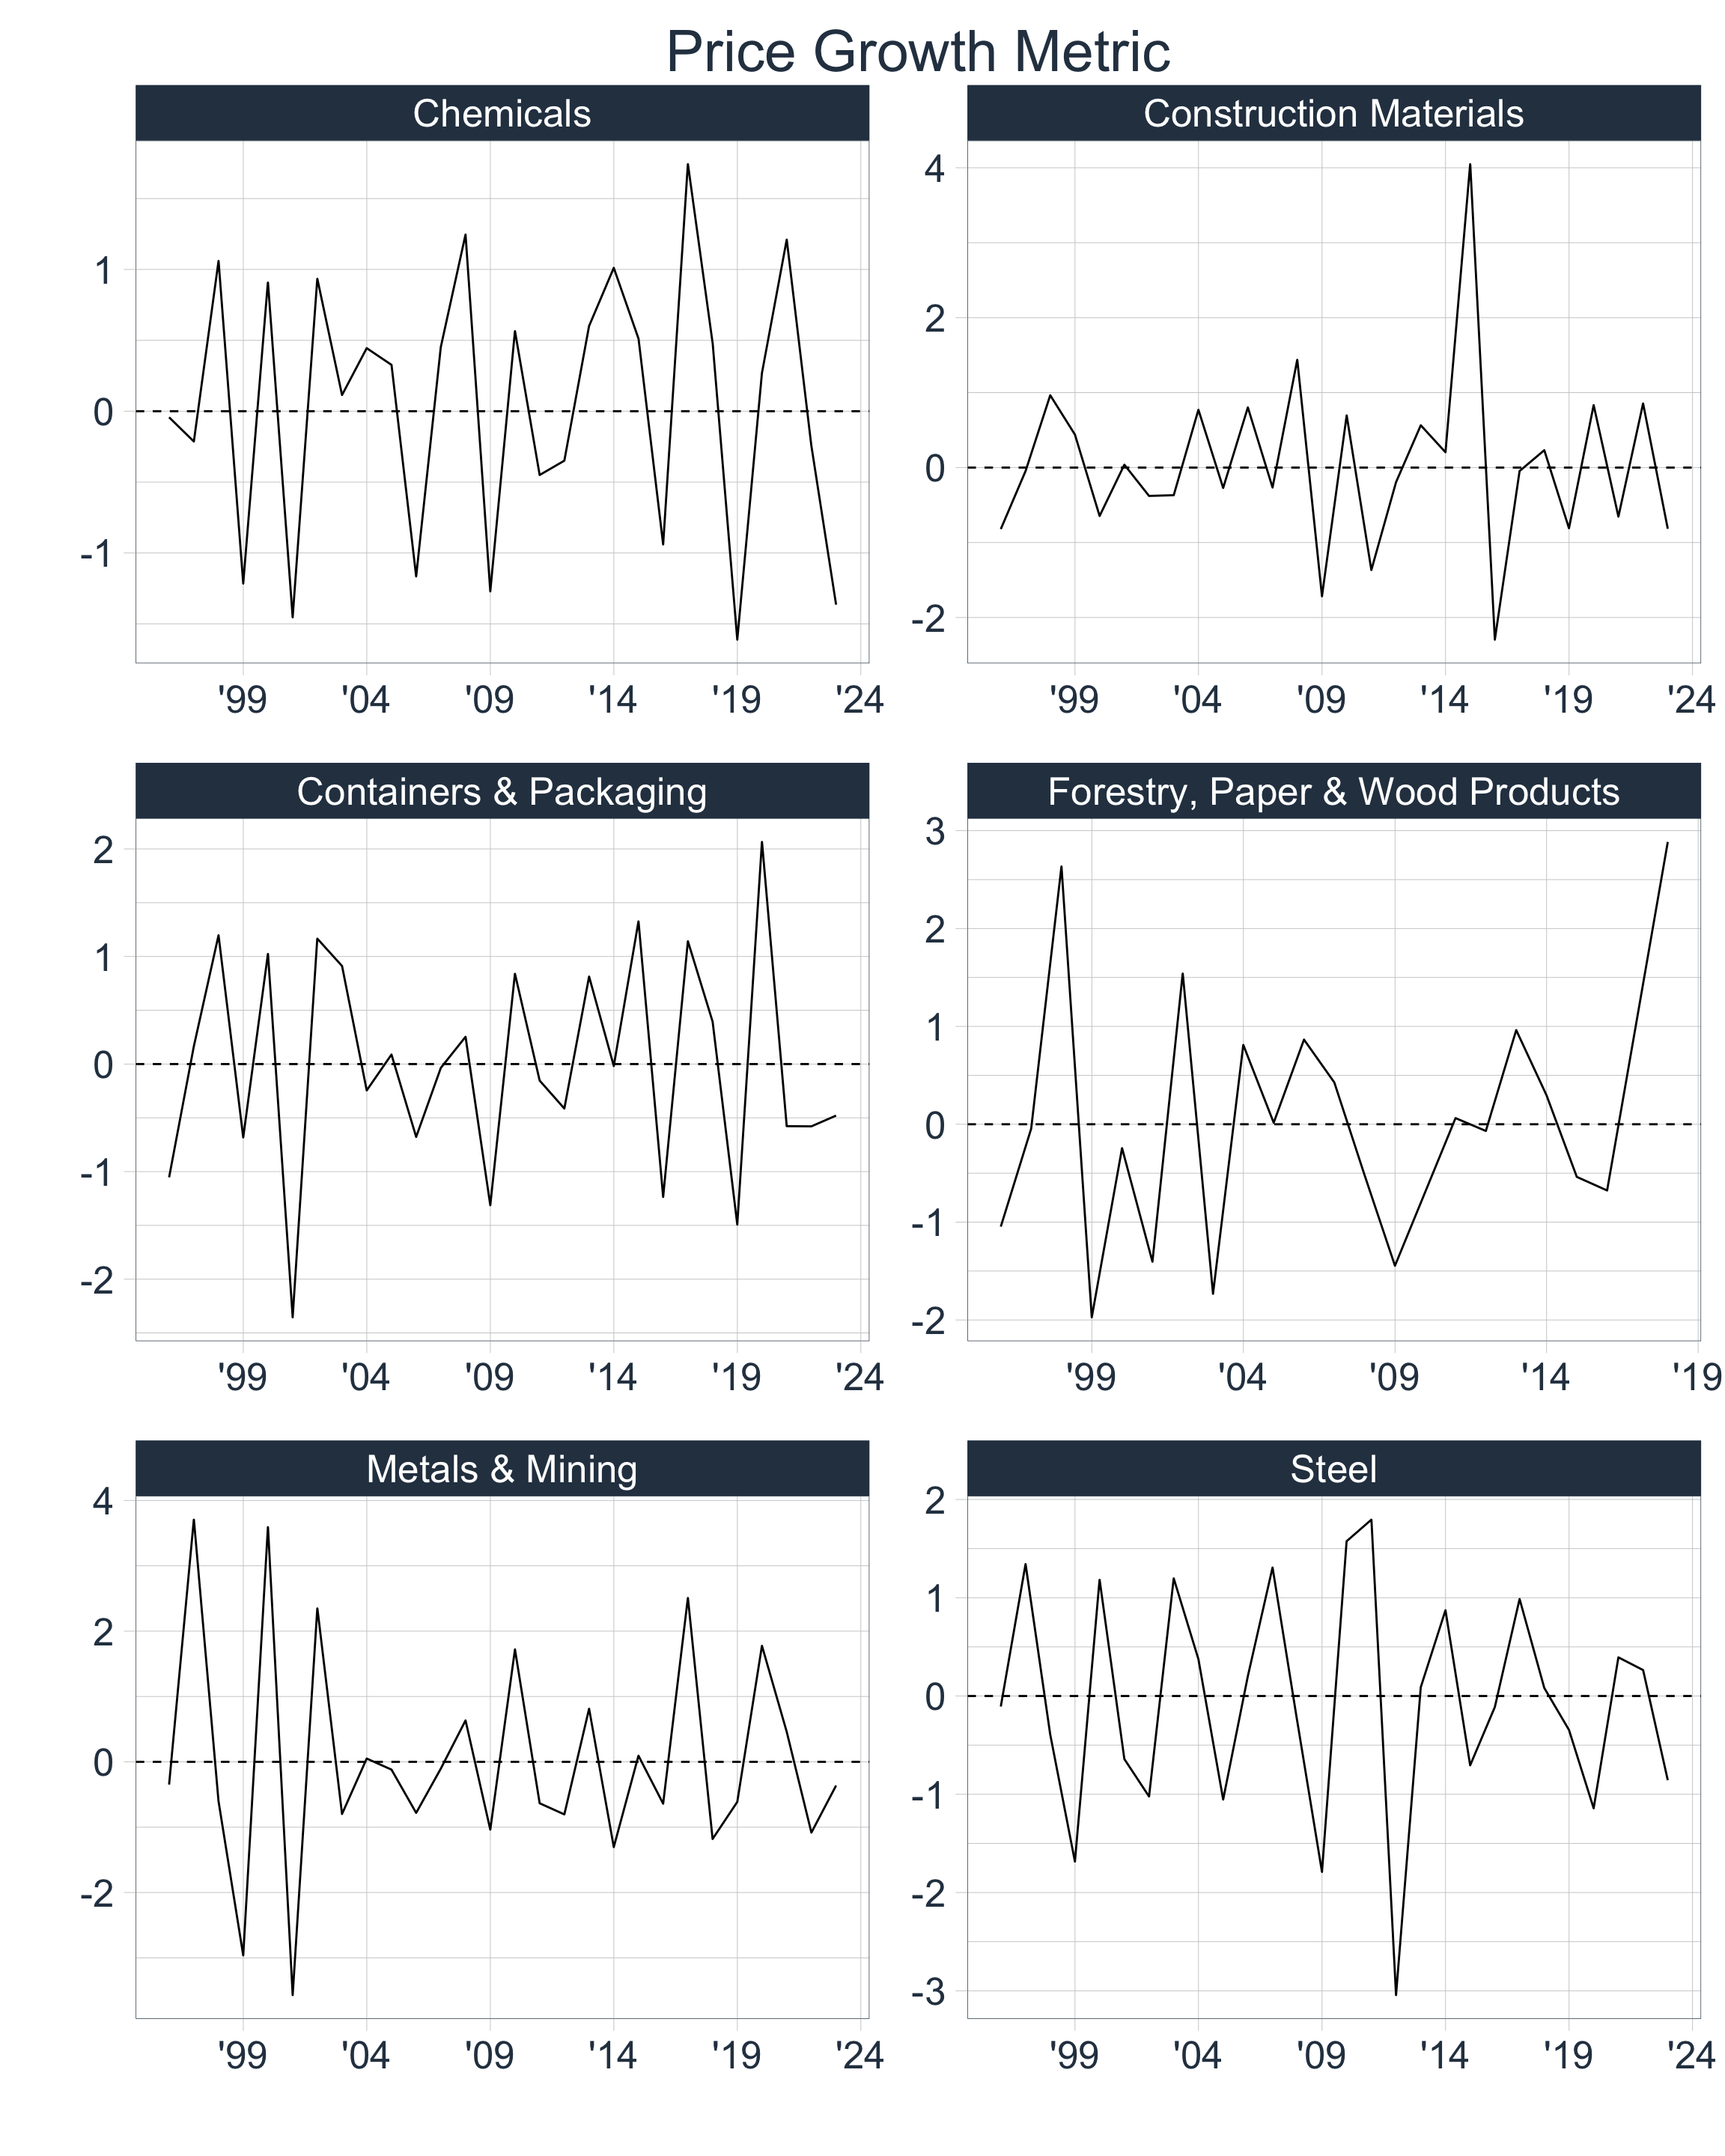 Price Growth Metric
Chemicals
1
0
-1
'99 '04 '09 '14 '19 '24
Construction Materials
4
2
0
-2
'99 '04 '09 '14 '19 '24
Containers & Packaging
2
1
0
-1
-2
'99 '04 '09 '14 '19 '24
Forestry, Paper & Wood Products
3
2
1
0
-1
-2
'99 '04 '09 '14 '19
Metals & Mining
4
2
0
-2
'99 '04 '09 '14 '19 '24
Steel
2
1
0
-1
-2
-3
'99 '04 '09 '14 '19 '24